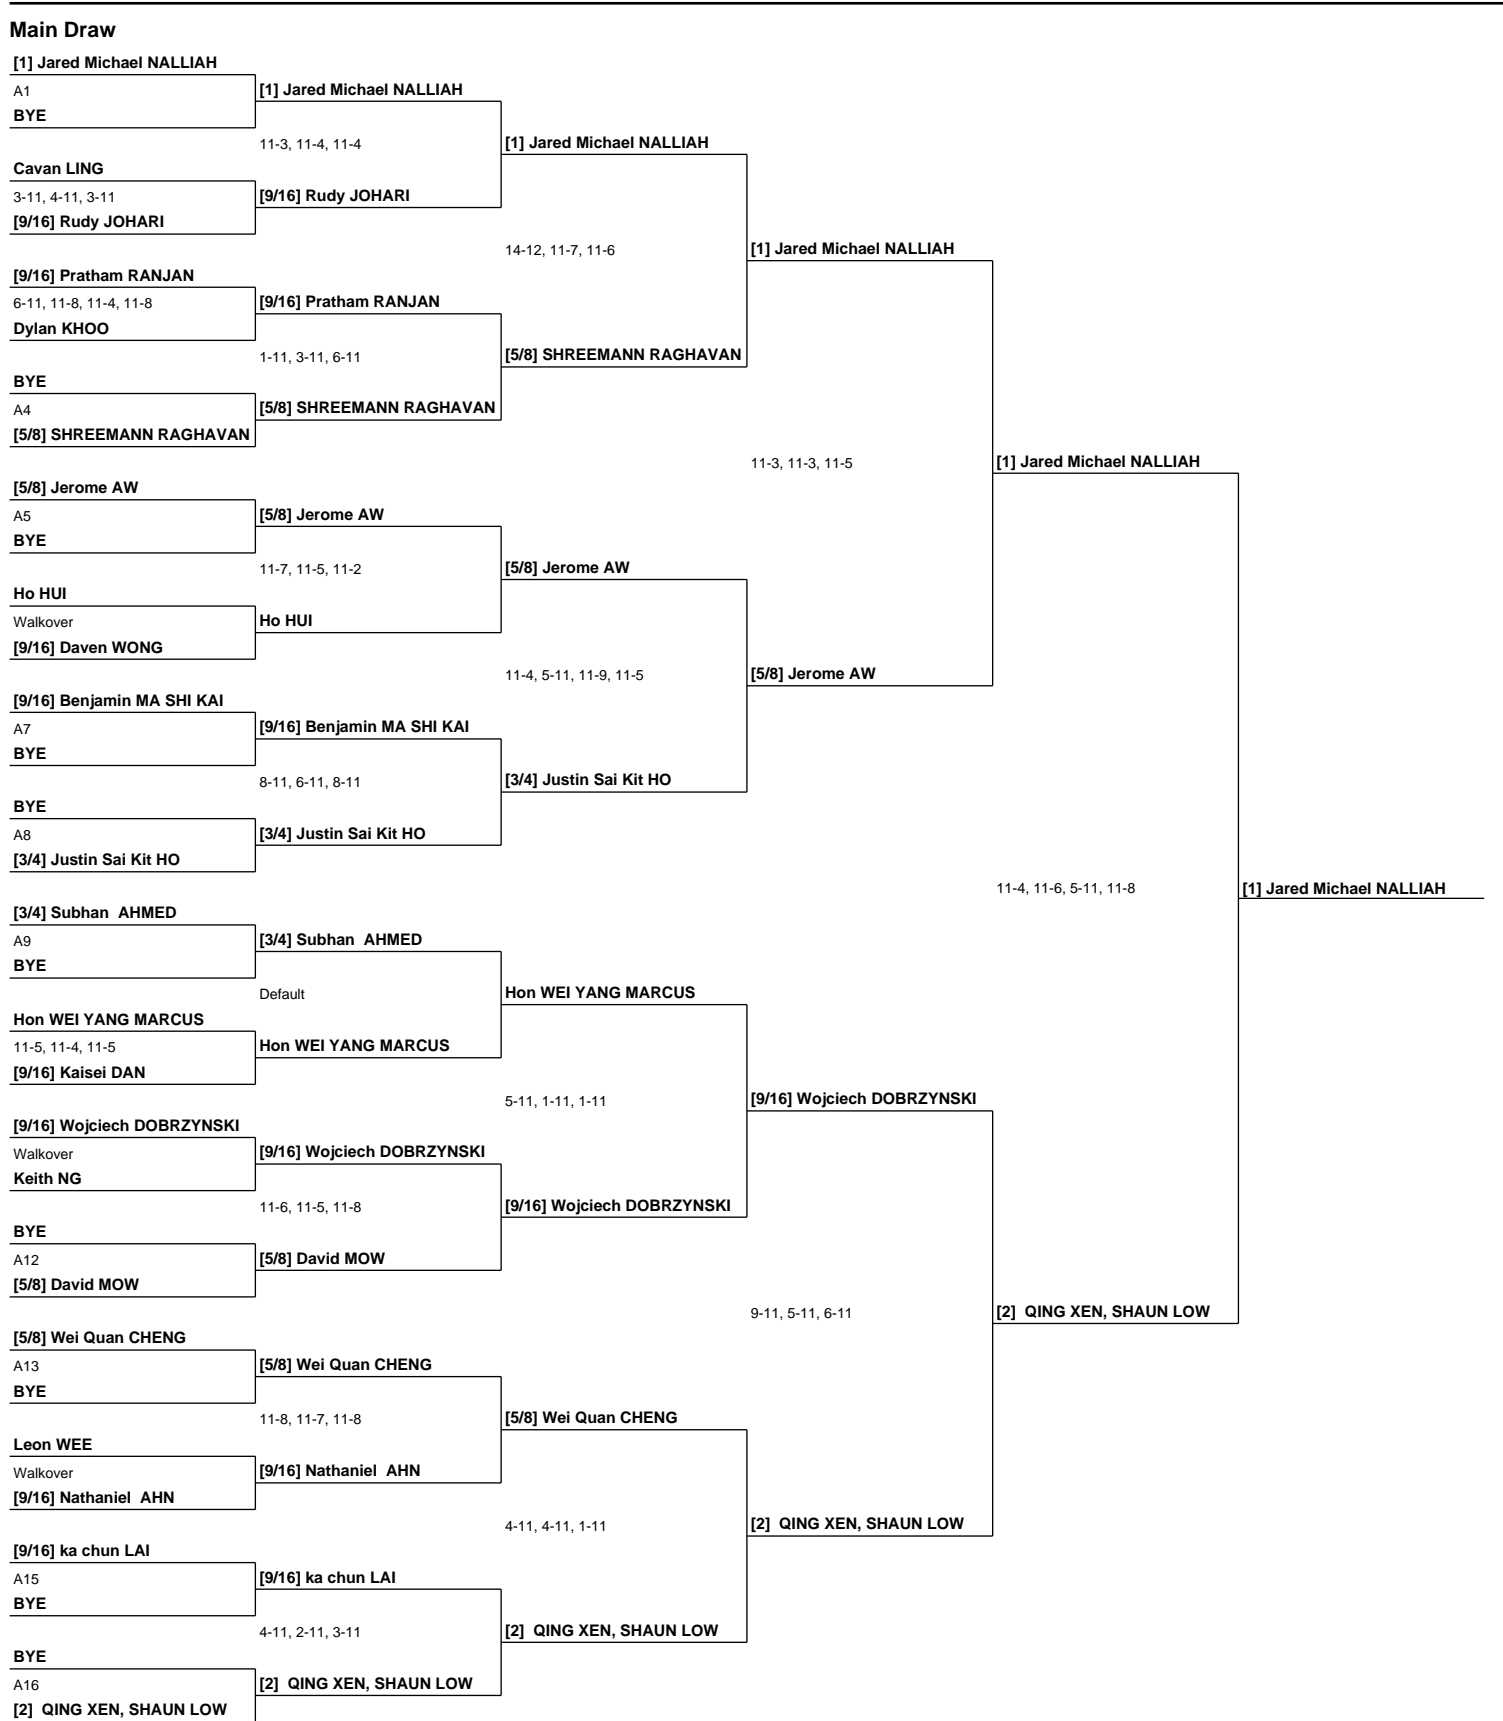 Main Draw
[1] Jared Michael NALLIAH
A1
[1] Jared Michael NALLIAH
BYE
11-3, 11-4, 11-4
[1] Jared Michael NALLIAH
Cavan LING
3-11, 4-11, 3-11
[9/16] Rudy JOHARI
[9/16] Rudy JOHARI
14-12, 11-7, 11-6
[1] Jared Michael NALLIAH
[9/16] Pratham RANJAN
6-11, 11-8, 11-4, 11-8
[9/16] Pratham RANJAN
Dylan KHOO
1-11, 3-11, 6-11
[5/8] SHREEMANN RAGHAVAN
BYE
A4
[5/8] SHREEMANN RAGHAVAN
[5/8] SHREEMANN RAGHAVAN
11-3, 11-3, 11-5
[1] Jared Michael NALLIAH
[5/8] Jerome AW
A5
[5/8] Jerome AW
BYE
11-7, 11-5, 11-2
[5/8] Jerome AW
Ho HUI
Walkover
Ho HUI
[9/16] Daven WONG
11-4, 5-11, 11-9, 11-5
[5/8] Jerome AW
[9/16] Benjamin MA SHI KAI
A7
[9/16] Benjamin MA SHI KAI
BYE
8-11, 6-11, 8-11
[3/4] Justin Sai Kit HO
BYE
A8
[3/4] Justin Sai Kit HO
[3/4] Justin Sai Kit HO
11-4, 11-6, 5-11, 11-8
[1] Jared Michael NALLIAH
[3/4] Subhan  AHMED
A9
[3/4] Subhan  AHMED
BYE
Default
Hon WEI YANG MARCUS
Hon WEI YANG MARCUS
11-5, 11-4, 11-5
Hon WEI YANG MARCUS
[9/16] Kaisei DAN
5-11, 1-11, 1-11
[9/16] Wojciech DOBRZYNSKI
[9/16] Wojciech DOBRZYNSKI
Walkover
[9/16] Wojciech DOBRZYNSKI
Keith NG
11-6, 11-5, 11-8
[9/16] Wojciech DOBRZYNSKI
BYE
A12
[5/8] David MOW
[5/8] David MOW
9-11, 5-11, 6-11
[2]  QING XEN, SHAUN LOW
[5/8] Wei Quan CHENG
A13
[5/8] Wei Quan CHENG
BYE
11-8, 11-7, 11-8
[5/8] Wei Quan CHENG
Leon WEE
Walkover
[9/16] Nathaniel  AHN
[9/16] Nathaniel  AHN
4-11, 4-11, 1-11
[2]  QING XEN, SHAUN LOW
[9/16] ka chun LAI
A15
[9/16] ka chun LAI
BYE
4-11, 2-11, 3-11
[2]  QING XEN, SHAUN LOW
BYE
A16
[2]  QING XEN, SHAUN LOW
[2]  QING XEN, SHAUN LOW